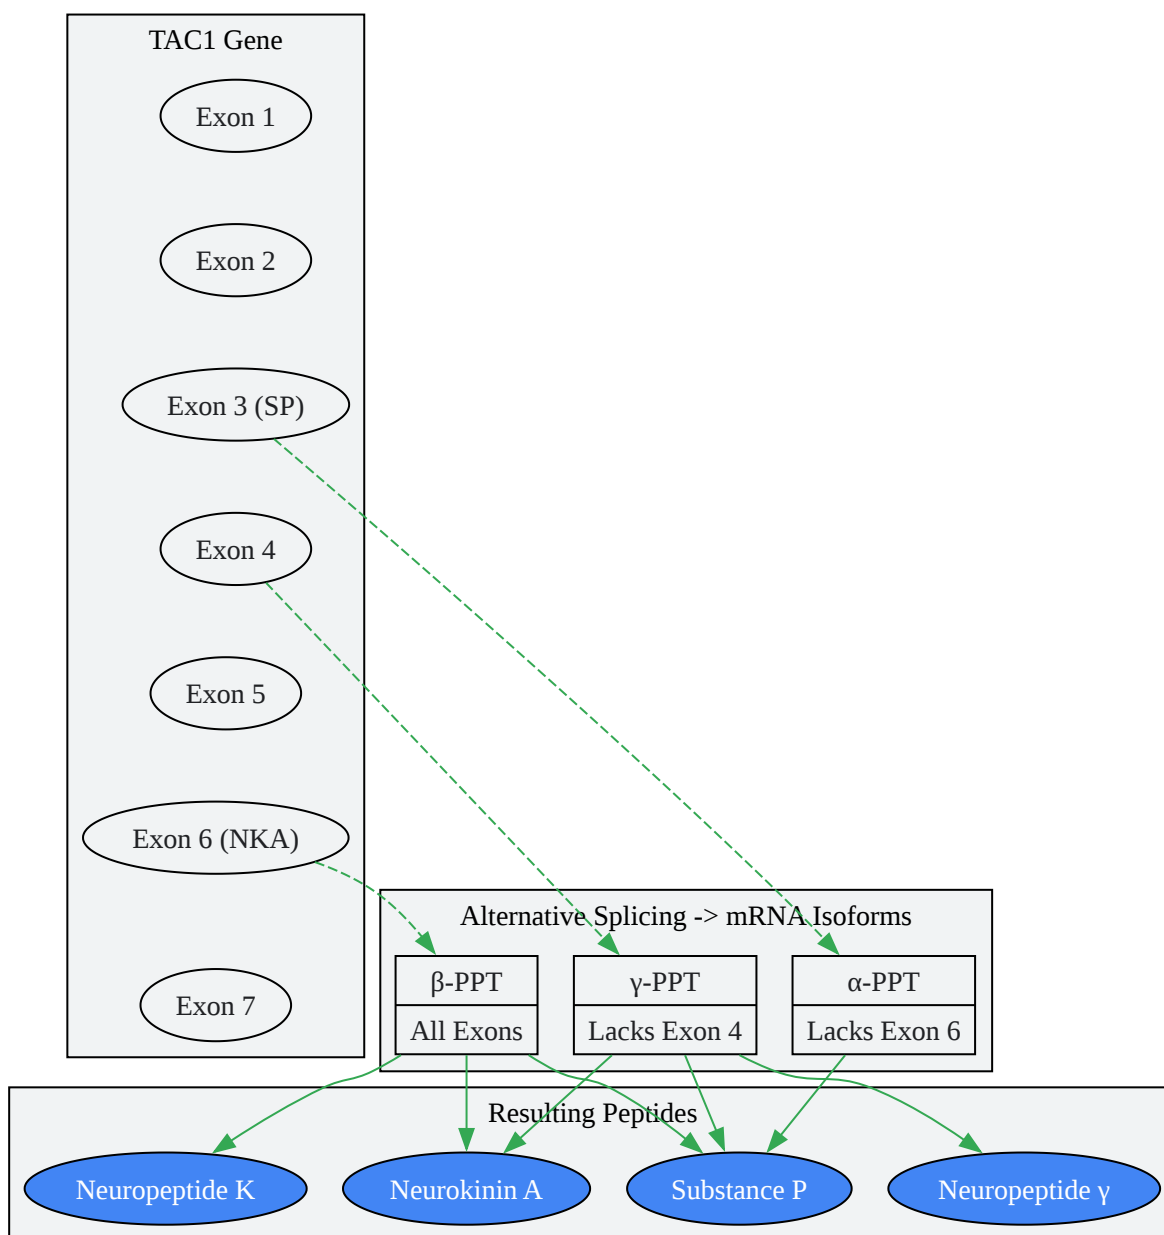 TAC1 Gene
Exon 1
Exon 2
Exon 3 (SP)
Exon 4
Exon 5
Exon 6 (NKA)
Exon 7
Alternative Splicing -> mRNA Isoforms
β-PPT
All Exons
γ-PPT
Lacks Exon 4
α-PPT
Lacks Exon 6
Resulting Peptides
Neuropeptide K
Neurokinin A
Substance P
Neuropeptide γ